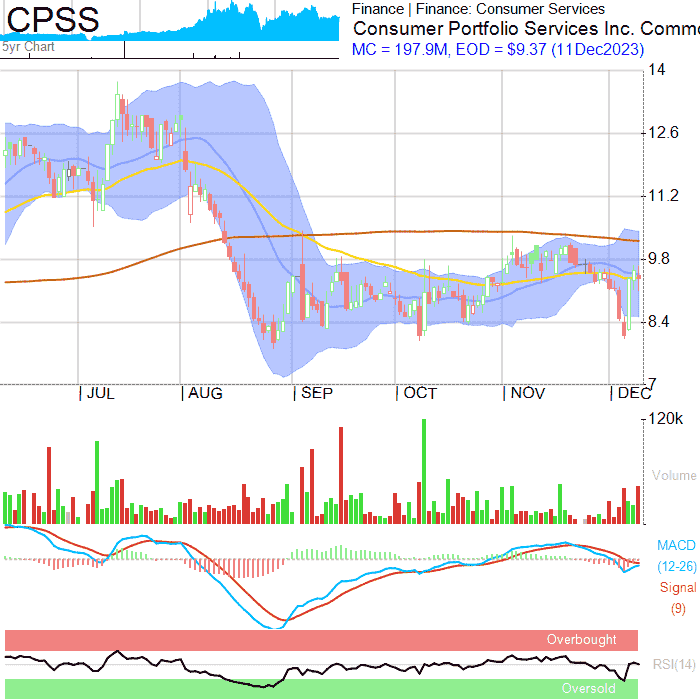 CPSS
5yr Chart
Finance | Finance: Consumer Services
Consumer Portfolio Services Inc. Commo
MC = 197.9M, EOD = $9.37 (11Dec2023)
14
12.6
11.2
9.8
8.4
7
| JUL | AUG | SEP | OCT | NOV | DEC
120k
Volume
MACD
(12-26)
Signal
(9)
Overbought
RSI(14)
Oversold